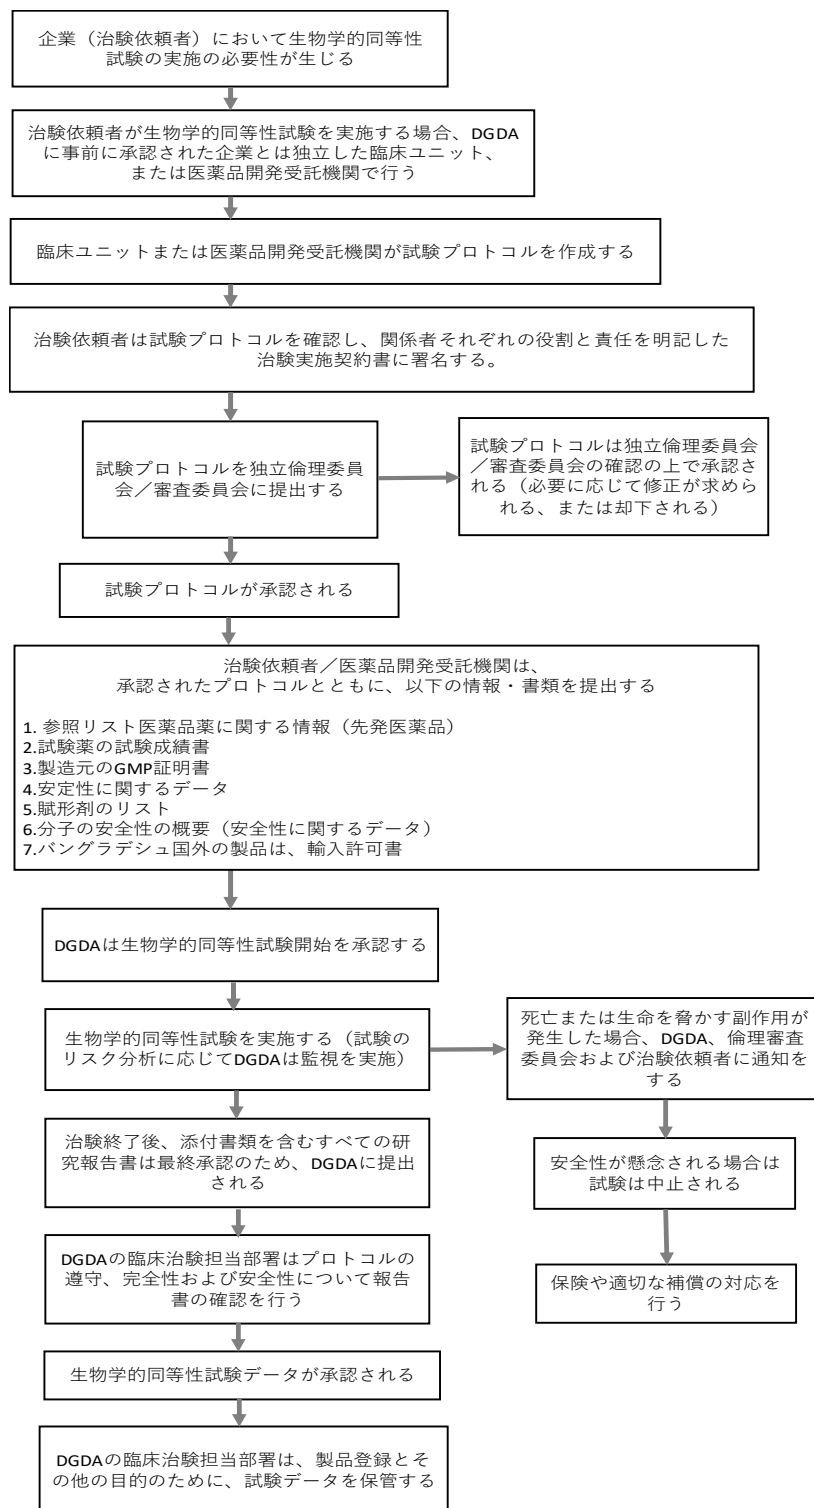 企業（治験依頼者）において生物学的同等性
試験の実施の必要性が生じる
治験依頼者が生物学的同等性試験を実施する場合、DGDA
に事前に承認された企業とは独立した臨床ユニット、
または医薬品開発受託機関で行う
臨床ユニットまたは医薬品開発受託機関が試験プロトコルを作成する
治験依頼者は試験プロトコルを確認し、関係者それぞれの役割と責任を明記した
治験実施契約書に署名する。
試験プロトコルを独立倫理委員
会／審査委員会に提出する
試験プロトコルは独立倫理委員会
／審査委員会の確認の上で承認され
る（必要に応じて修正が求めら
れる、または却下される）
試験プロトコルが承認される
治験依頼者／医薬品開発受託機関は、
承認されたプロトコルとともに、以下の情報・書類を提出する
1. 参照リスト医薬品薬に関する情報（先発医薬品）
2.試験薬の試験成績書
3.製造元のGMP証明書
4.安定性に関するデータ
5.賦形剤のリスト
6.分子の安全性の概要（安全性に関するデータ）
7.バングラデシュ国外の製品は、輸入許可書
DGDAは生物学的同等性試験開始を承認する
生物学的同等性試験を実施する（試験の
リスク分析に応じてDGDAは監視を実施）
死亡または生命を脅かす副作用が
発生した場合、DGDA、倫理審査
委員会および治験依頼者に通知を
する
治験終了後、添付書類を含むすべての研
究報告書は最終承認のため、DGDAに提出
される
安全性が懸念される場合は
試験は中止される
DGDAの臨床治験担当部署はプロトコルの
遵守、完全性および安全性について報告
書の確認を行う
保険や適切な補償の対応を
行う
生物学的同等性試験データが承認される
DGDAの臨床治験担当部署は、製品登録とそ
の他の目的のために、試験データを保管する